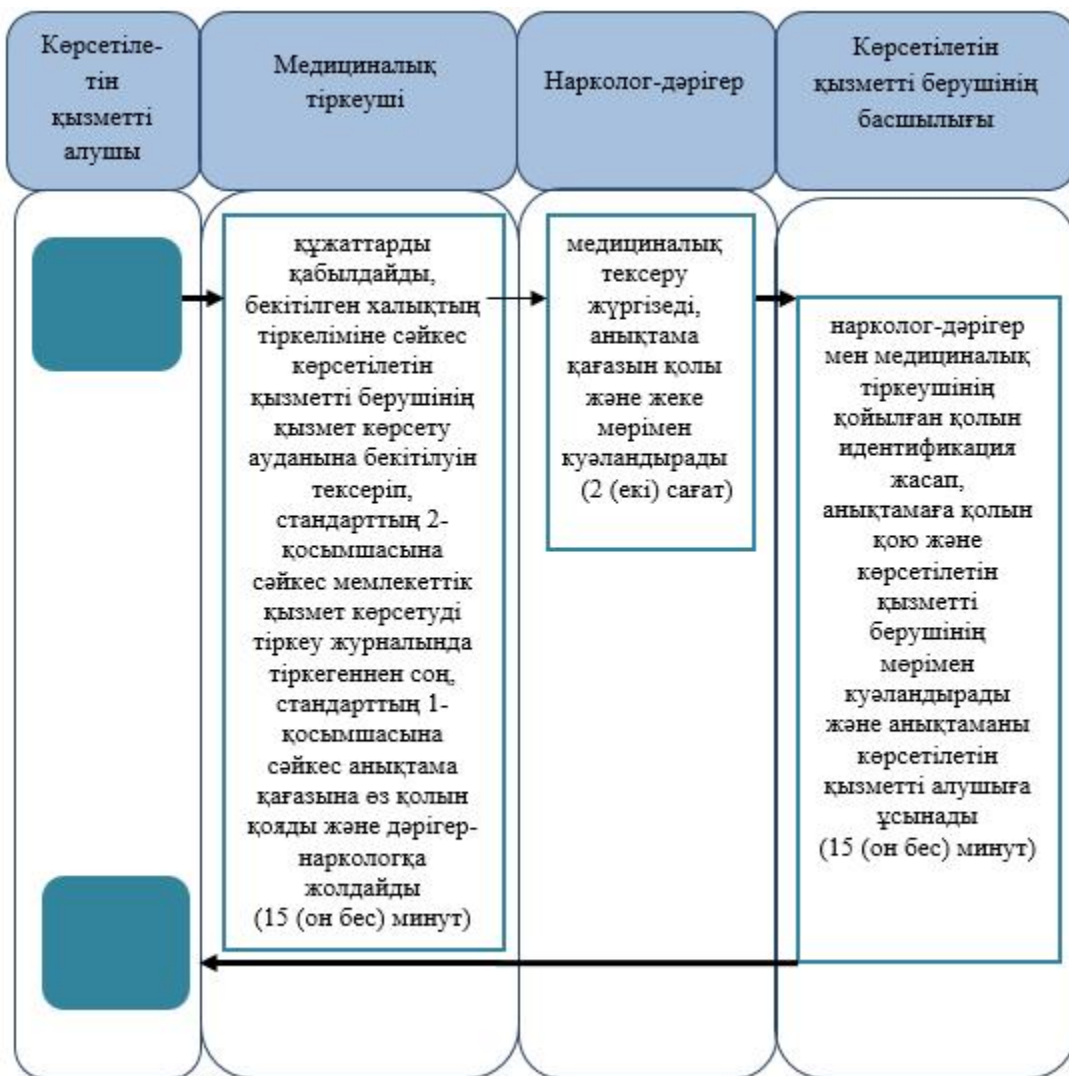 Көрсетіле-
тін
қызметті
алушы
Медициналық
тіркеуші
Нарколог-дәрігер
Көрсетілетін
қызметті берушінің
басшылығы
құжаттарды
қабылдайды,
бекітілген халықтың
тіркеліміне сәйкес
көрсетілетін
қызметті берушінің
қызмет көрсету
ауданына бекітілуін
тексеріп,
стандарттың 2-
қосымшасына
сәйкес мемлекеттік
қызмет көрсетуді
тіркеу журналында
тіркегеннен соң,
стандарттың 1-
қосымшасына
сәйкес анықтама
қағазына өз қолын
қояды және дәрігер-
наркологқа
жолдайды
(15 (он бес) минут)
медициналық
тексеру
жүргізеді,
анықтама
қағазын қолы
және жеке
мөрімен
куәландырады
(2 (екі) сағат)
нарколог-дәрігер
мен медициналық
тіркеушінің
қойылған қолын
идентификация
жасап,
анықтамаға қолын
қою және
көрсетілетін
қызметті
берушінің
мөрімен
куәландырады
және анықтаманы
көрсетілетін
қызметті алушыға
ұсынады
(15 (он бес) минут)